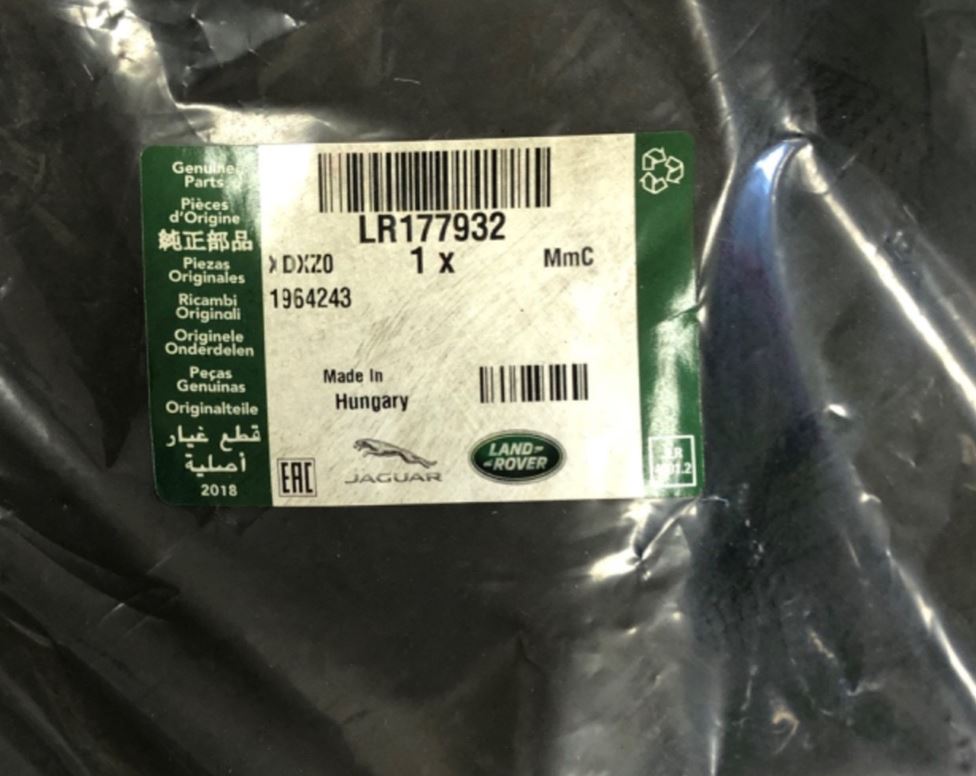 Genuine
Parts
Pièces
d'Origine
純正部品
Piezas
Originales
Ricambi
Originali
Originele
Onderdelen
Peças
Genuinas
Originalteile
قطع غيار
أصلية
2018
LR177932
DXZ0 1 x MmC
1964243
Made In
Hungary
EAC
JAGUAR
LAND-
-ROVER